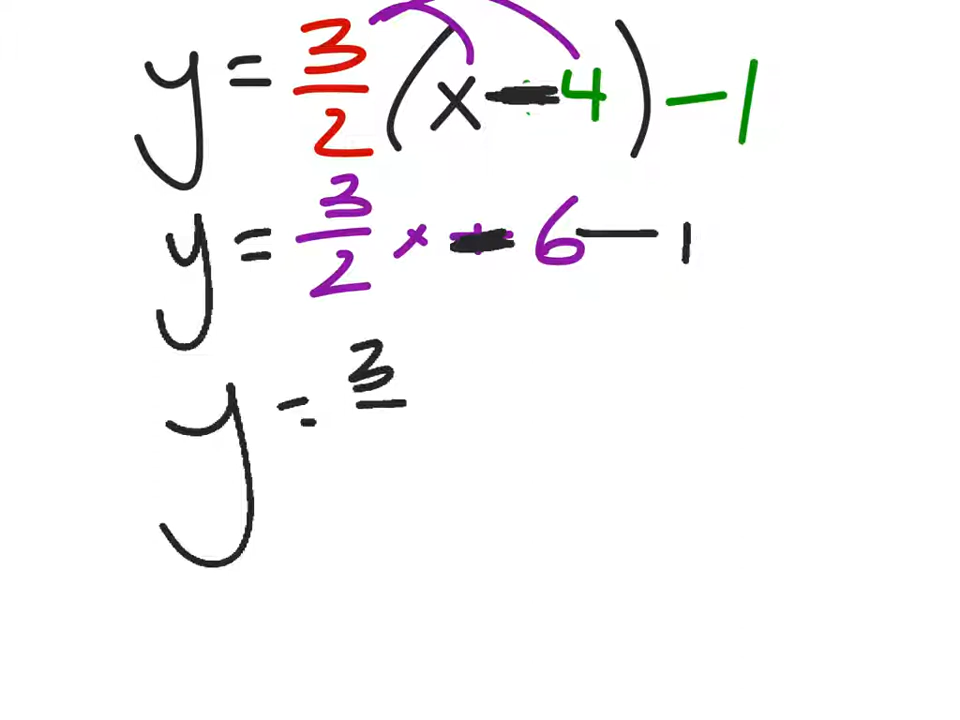 y = 3/2 (x - 4) - 1
y = 3/2 x - 6 - 1
y = 3/